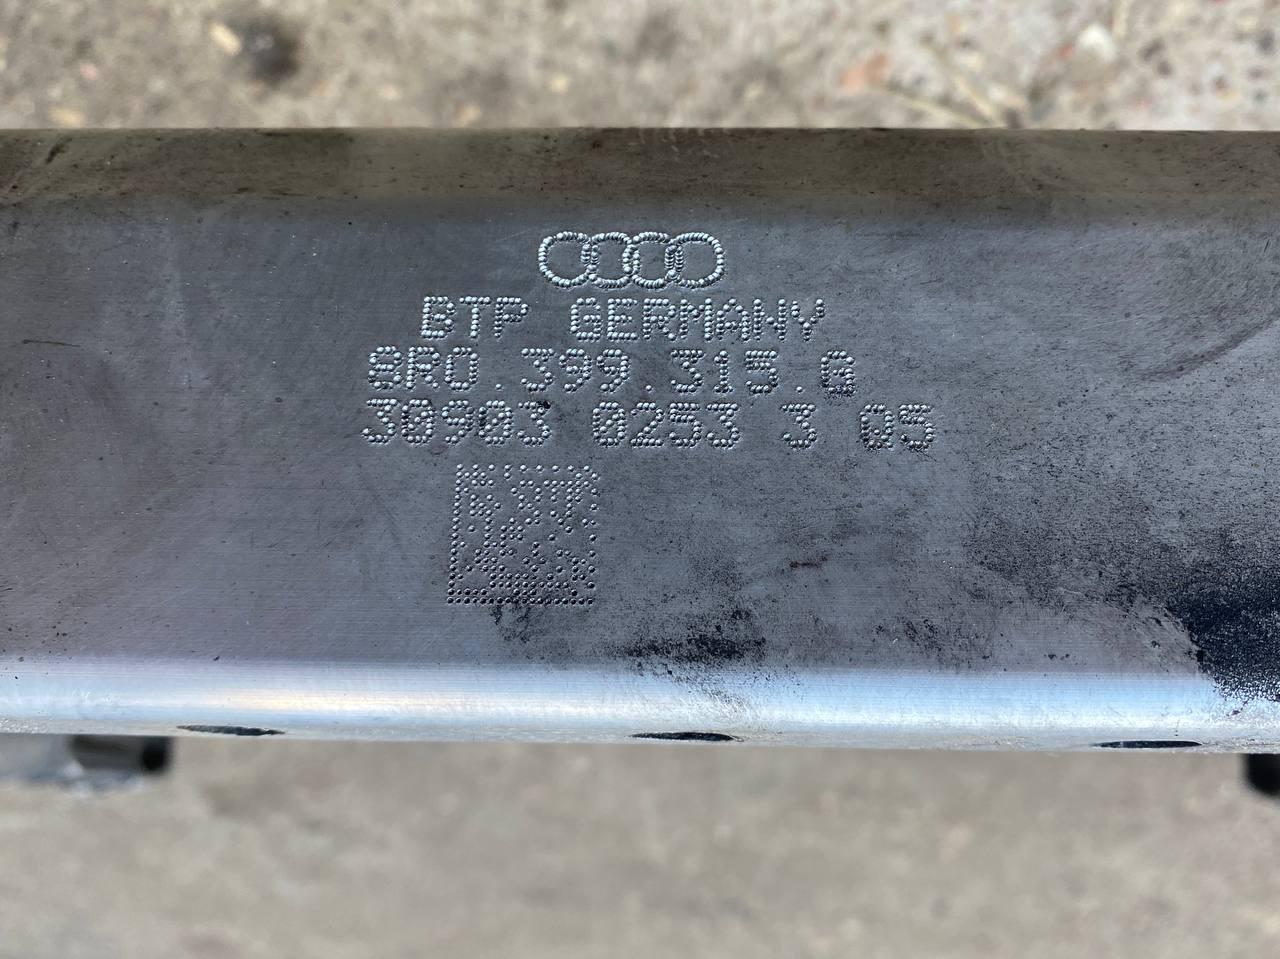 BTP GERMANY
8R0.399.315.G
30903 0253 3 Q5